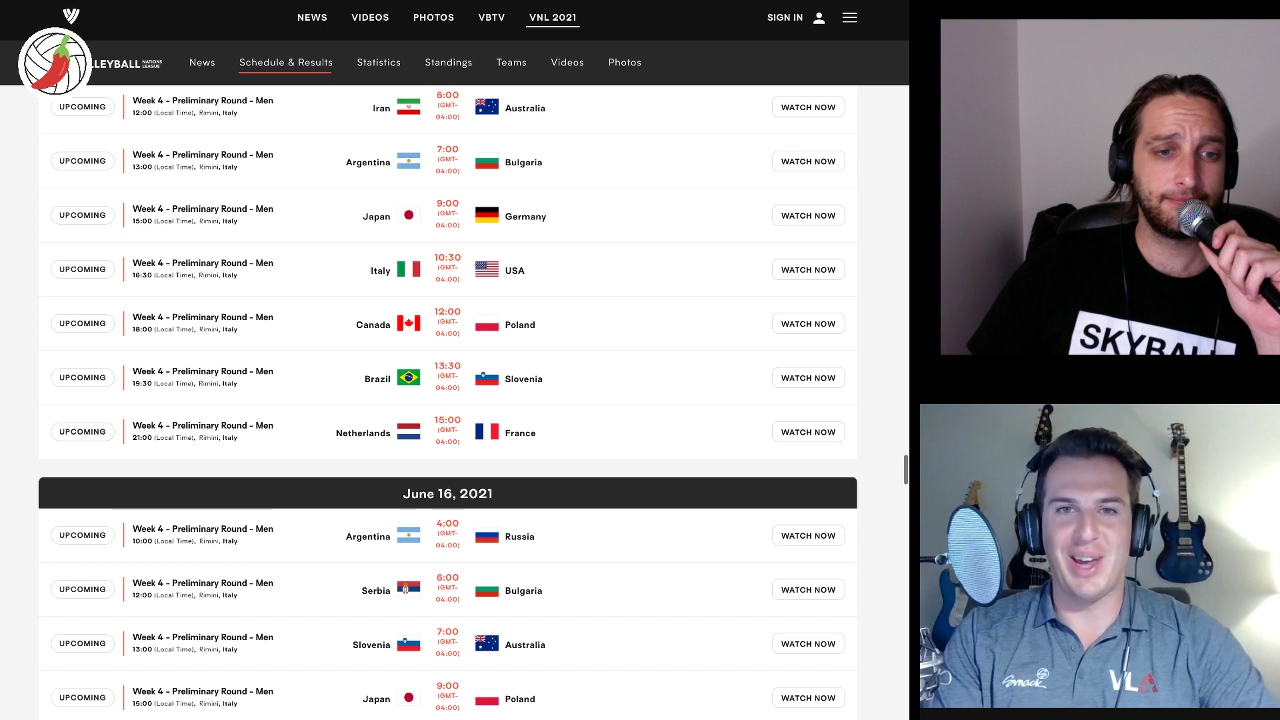 NEWS VIDEOS PHOTOS VBTV VNL 2021 SIGN IN
LLEYBALL NATIONS LEAGUE News Schedule & Results Statistics Standings Teams Videos Photos
UPCOMING Week 4 - Preliminary Round - Men 12:00 (Local Time), Rimini, Italy Iran 6:00 (GMT-04:00) Australia WATCH NOW
UPCOMING Week 4 - Preliminary Round - Men 13:00 (Local Time), Rimini, Italy Argentina 7:00 (GMT-04:00) Bulgaria WATCH NOW
UPCOMING Week 4 - Preliminary Round - Men 15:00 (Local Time), Rimini, Italy Japan 9:00 (GMT-04:00) Germany WATCH NOW
UPCOMING Week 4 - Preliminary Round - Men 16:30 (Local Time), Rimini, Italy Italy 10:30 (GMT-04:00) USA WATCH NOW
UPCOMING Week 4 - Preliminary Round - Men 18:00 (Local Time), Rimini, Italy Canada 12:00 (GMT-04:00) Poland WATCH NOW
UPCOMING Week 4 - Preliminary Round - Men 19:30 (Local Time), Rimini, Italy Brazil 13:30 (GMT-04:00) Slovenia WATCH NOW
UPCOMING Week 4 - Preliminary Round - Men 21:00 (Local Time), Rimini, Italy Netherlands 15:00 (GMT-04:00) France WATCH NOW
June 16, 2021
UPCOMING Week 4 - Preliminary Round - Men 10:00 (Local Time), Rimini, Italy Argentina 4:00 (GMT-04:00) Russia WATCH NOW
UPCOMING Week 4 - Preliminary Round - Men 12:00 (Local Time), Rimini, Italy Serbia 6:00 (GMT-04:00) Bulgaria WATCH NOW
UPCOMING Week 4 - Preliminary Round - Men 13:00 (Local Time), Rimini, Italy Slovenia 7:00 (GMT-04:00) Australia WATCH NOW
UPCOMING Week 4 - Preliminary Round - Men 15:00 (Local Time), Rimini, Italy Japan 9:00 (GMT-04:00) Poland WATCH NOW
SKYBALL
Smack VLA